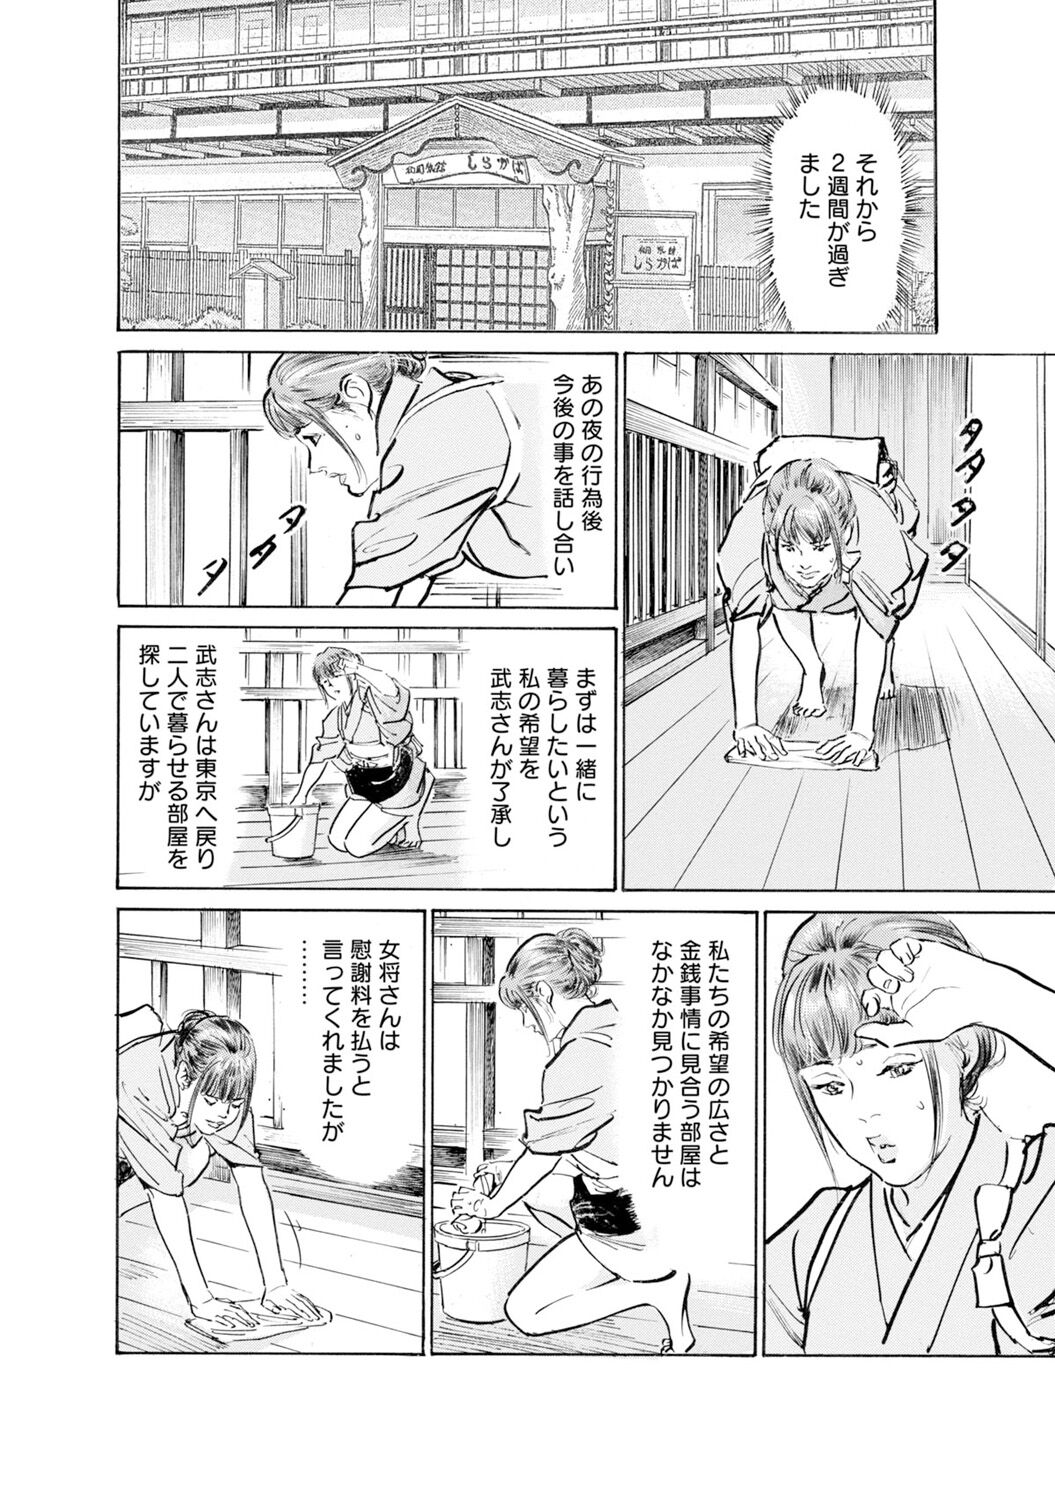 それから
2週間が過ぎ
ました
しらかば
しらかば
タタタタ
あの夜の行為後
今後の事を話し合い
タタタ
まずは一緒に
暮らしたいという
私の希望を
武志さんが了承し
武志さんは東京へ戻り
二人で暮らせる部屋を
探していますが
私たちの希望の広さと
金銭事情に見合う部屋は
なかなか見つかりません
女将さんは
慰謝料を払うと
言ってくれましたが
………